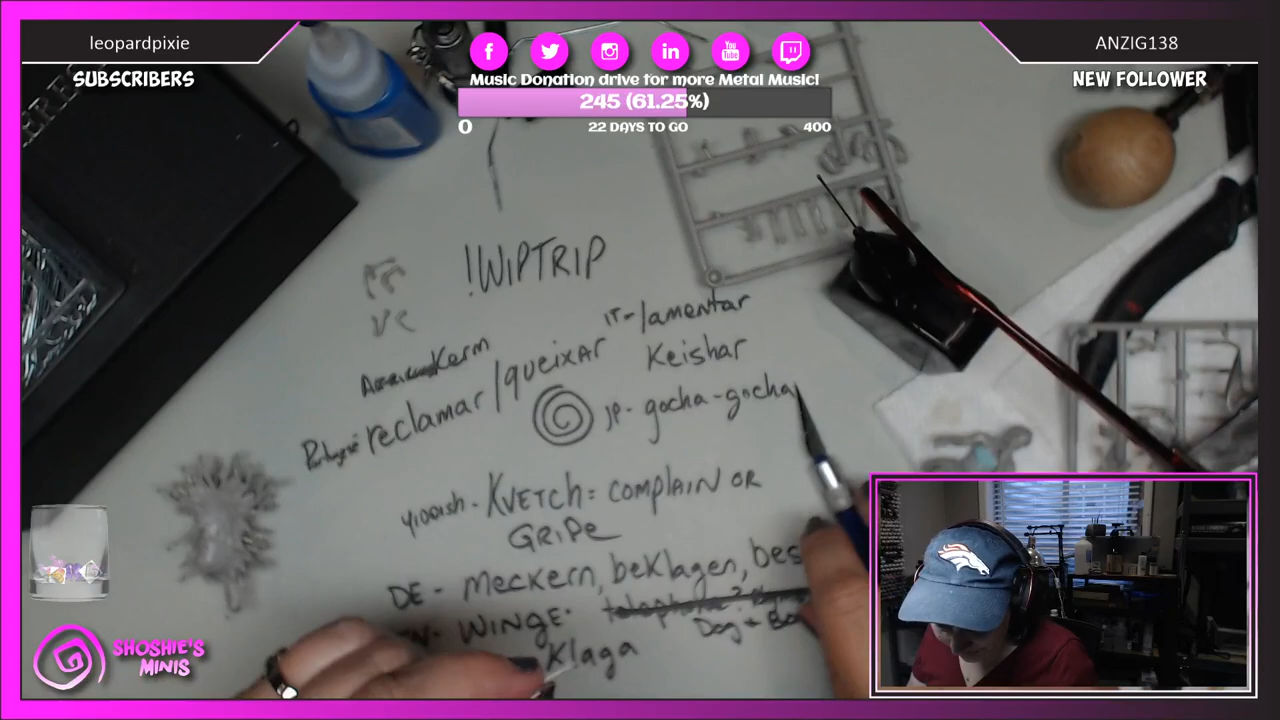 leopardpixie
SUBSCRIBERS
Music Donation drive for more Metal Music!
245 (61.25%)
0
22 DAYS TO GO
400
ANZIG138
NEW FOLLOWER
!WIPTRIP
IT-lamentar
Kerm
Keishar
reclamar/queixar
JP- gocha-gocha
YIDDISH- KVETCH = COMPLAIN OR
GRIPE
DE- meckern, beklagen, bes
WINGE-
Dog +
Klaga
SHOSHIE'S
MINIS